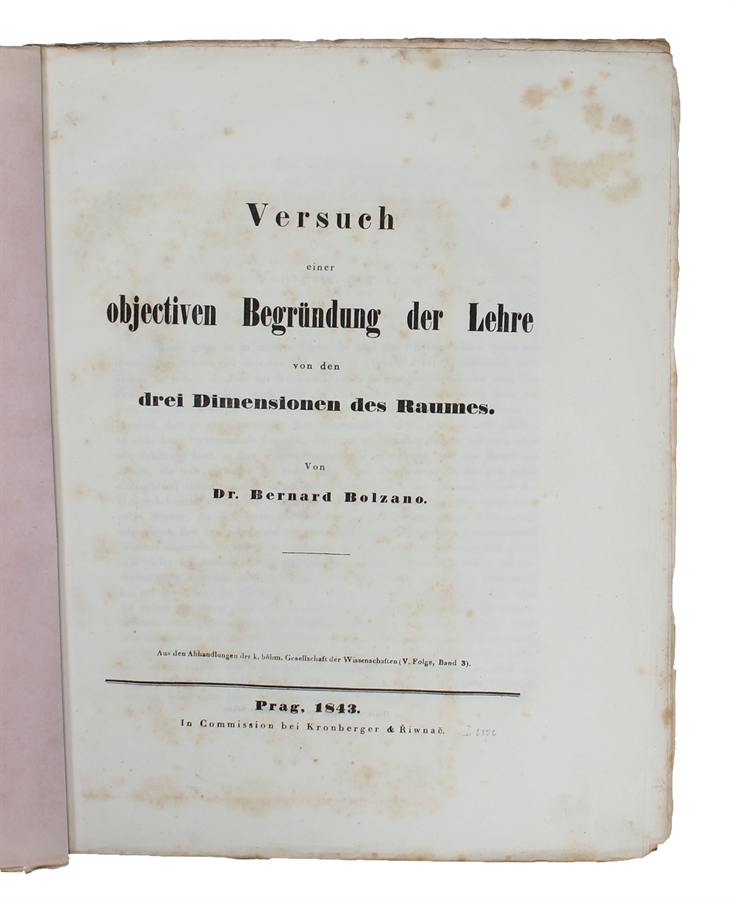 Versuch
einer
objectiven Begründung der Lehre
von den
drei Dimensionen des Raumes.
Von
Dr. Bernard Bolzano.
Aus den Abhandlungen der k. böhm. Gesellschaft der Wissenschaften (V. Folge, Band 3).
Prag, 1843.
In Commission bei Kronberger & Řiwnač.